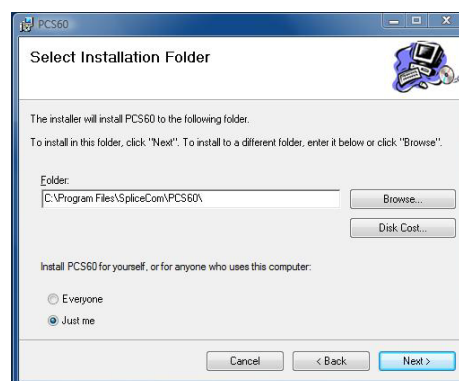 PCS60
Select Installation Folder
The installer will install PCS60 to the following folder.
To install in this folder, click "Next". To install to a different folder, enter it below or click "Browse".
Folder:
C:\Program Files\SpliceCom\PCS60\
Browse...
Disk Cost...
Install PCS60 for yourself, or for anyone who uses this computer:
Everyone
Just me
Cancel
< Back
Next >